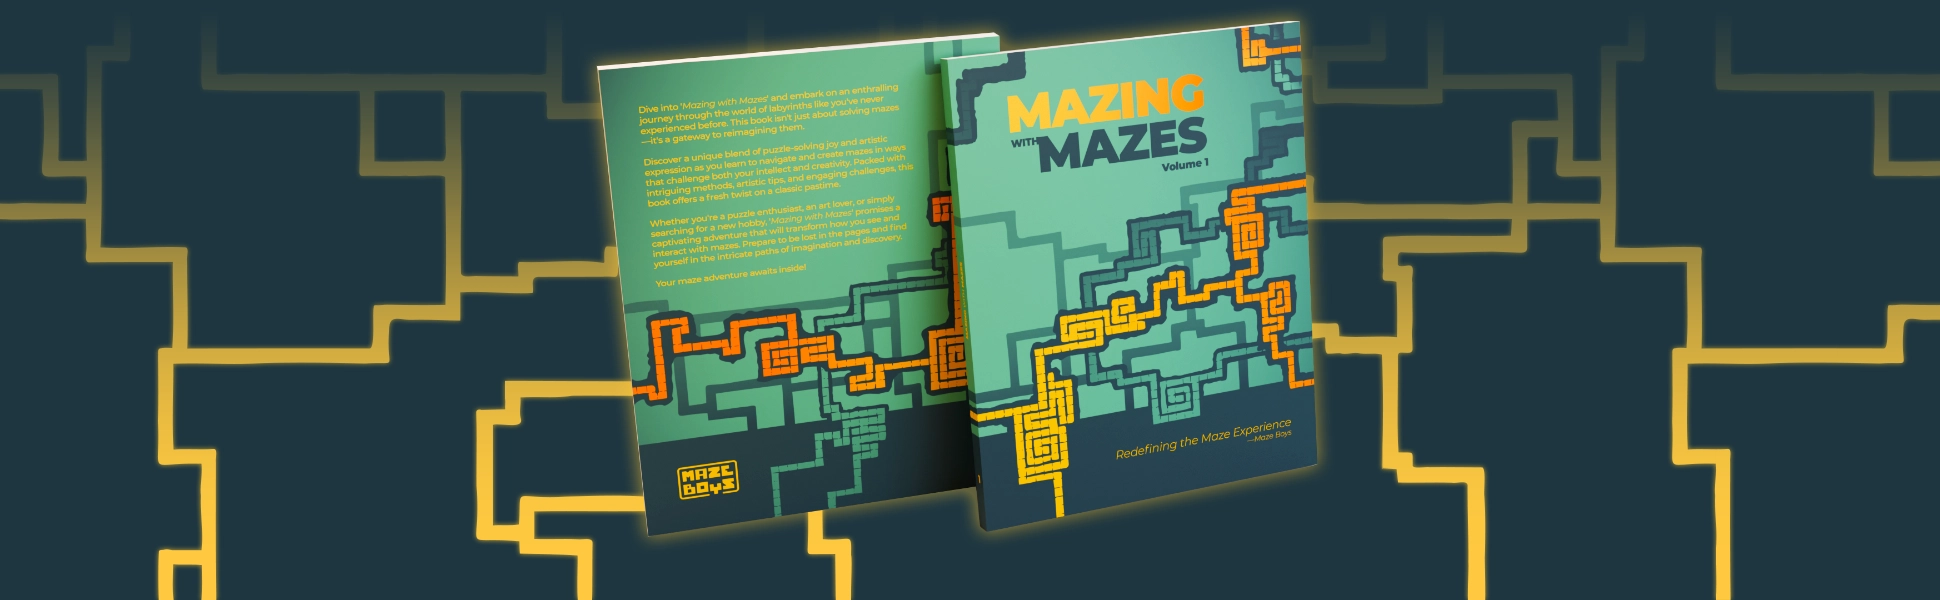 Dive into 'Mazing with Mazes' and embark on an enthralling
journey through the world of labyrinths like you've never
experienced before. This book isn't just about solving mazes
—it's a gateway to reimagining them.
Discover a unique blend of puzzle-solving joy and artistic
expression as you learn to navigate and create mazes in ways
that challenge both your intellect and creativity. Packed with
intriguing methods, artistic tips, and engaging challenges, this
book offers a fresh twist on a classic pastime.
Whether you're a puzzle enthusiast, an art lover, or simply
searching for a new hobby, 'Mazing with Mazes' promises a
captivating adventure that will transform how you see and
interact with mazes. Prepare to be lost in the pages and find
yourself in the intricate paths of imagination and discovery.
Your maze adventure awaits inside!
MAZE
BOYS
MAZING
WITH MAZES
Volume 1
Redefining the Maze Experience
—Maze Boys